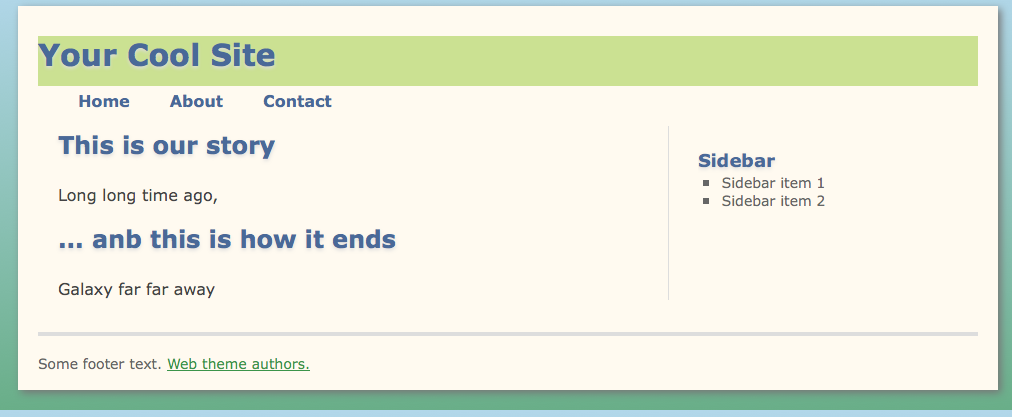 Your Cool Site
Home About Contact
This is our story
Long long time ago,
... anb this is how it ends
Galaxy far far away
Sidebar
Sidebar item 1
Sidebar item 2
Some footer text. Web theme authors.